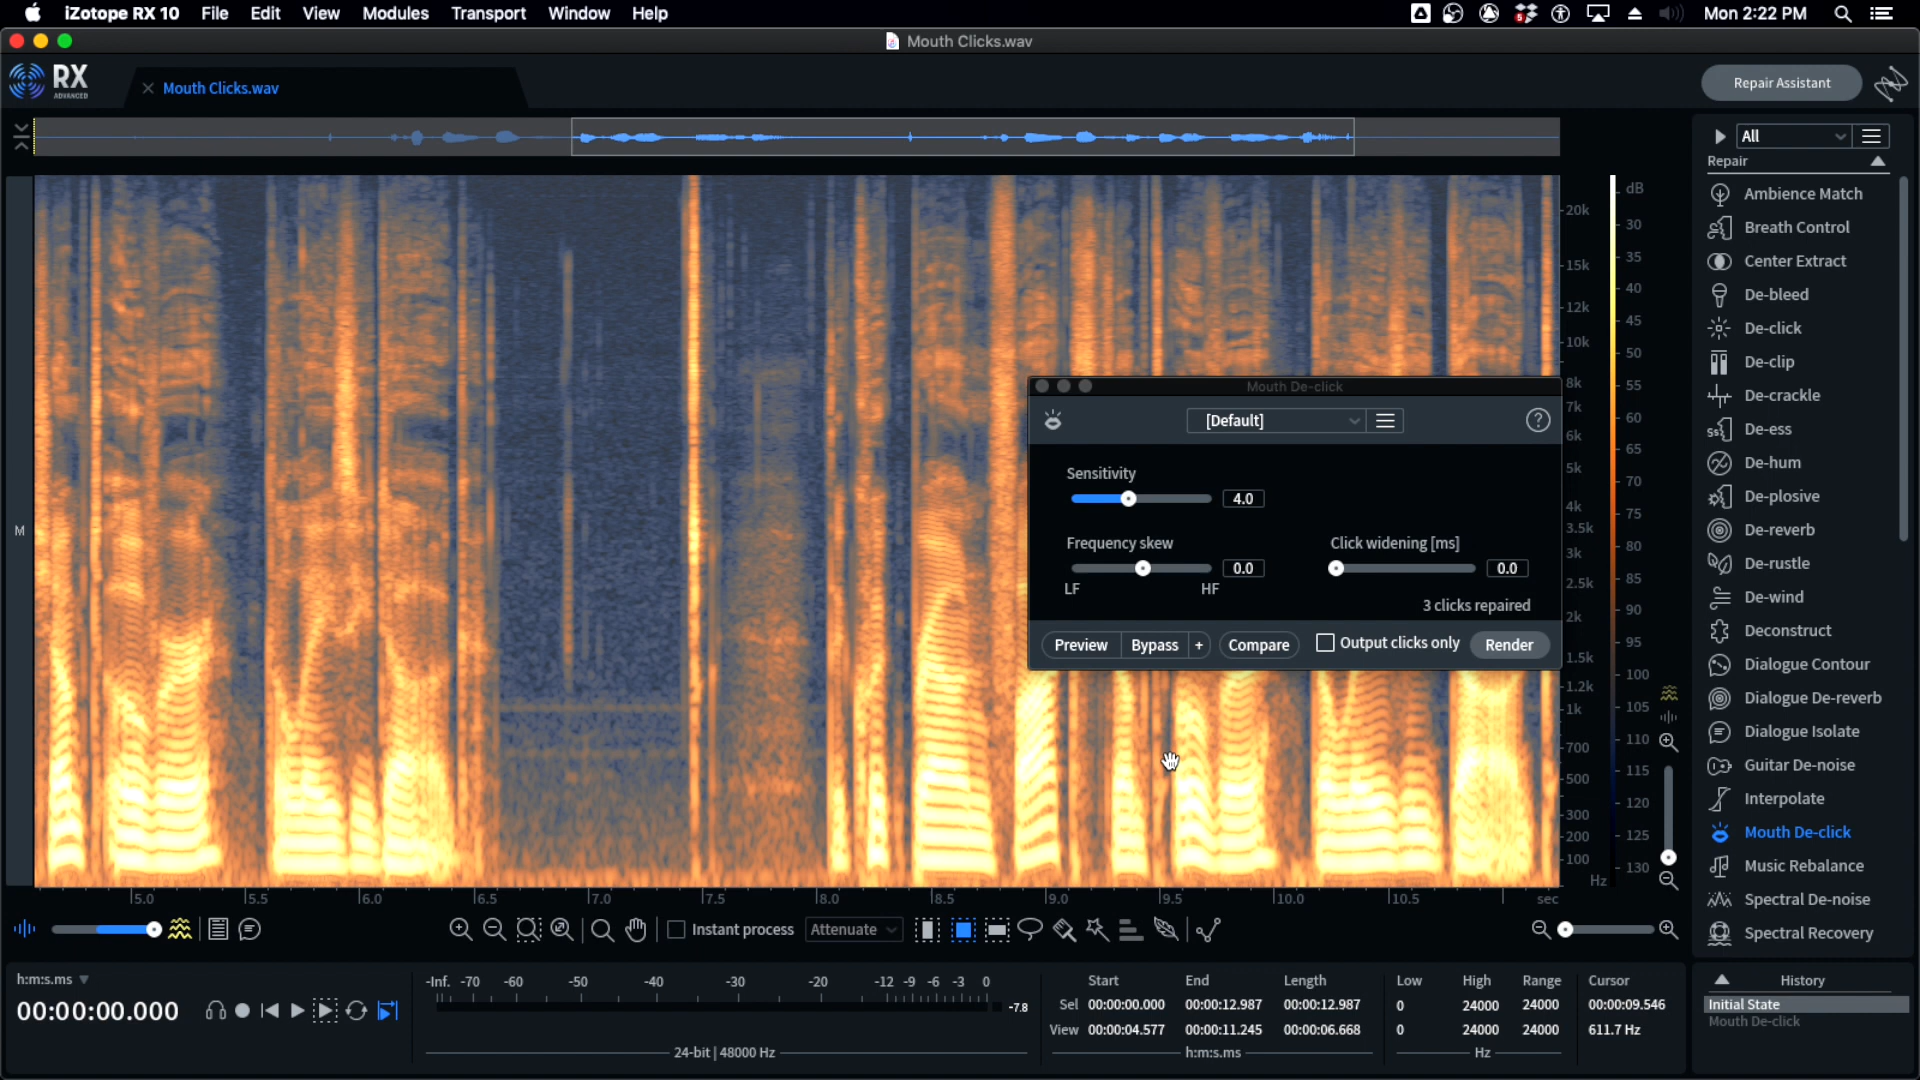 iZotope RX 10 File Edit View Modules Transport Window Help
5
Mon 2:22 PM
Mouth Clicks.wav
RX
ADVANCED
Mouth Clicks.wav
Repair Assistant
All
Repair
Ambience Match
Breath Control
Center Extract
De-bleed
De-click
De-clip
De-crackle
De-ess
De-hum
De-plosive
De-reverb
De-rustle
De-wind
Deconstruct
Dialogue Contour
Dialogue De-reverb
Dialogue Isolate
Guitar De-noise
Interpolate
Mouth De-click
Music Rebalance
Spectral De-noise
Spectral Recovery
M
20k
15k
12k
10k
8k
7k
6k
5k
4k
3.5k
3k
2.5k
2k
1.5k
1.2k
1k
700
500
300
200
100
Hz
dB
30
35
40
45
50
55
60
65
70
75
80
85
90
95
100
105
110
115
120
125
130
Mouth De-click
[Default]
?
Sensitivity
4.0
Frequency skew
0.0
LF HF
Click widening [ms]
0.0
3 clicks repaired
Preview Bypass + Compare Output clicks only Render
5.0 5.5 6.0 6.5 7.0 7.5 8.0 8.5 9.0 9.5 10.0 10.5 sec
Instant process Attenuate
h:m:s.ms
00:00:00.000
-Inf. -70 -60 -50 -40 -30 -20 -12 -9 -6 -3 0
-7.8
24-bit | 48000 Hz
Start End Length Low High Range Cursor
Sel 00:00:00.000 00:00:12.987 00:00:12.987 0 24000 24000 00:00:09.546
View 00:00:04.577 00:00:11.245 00:00:06.668 0 24000 24000 611.7 Hz
h:m:s.ms Hz
History
Initial State
Mouth De-click